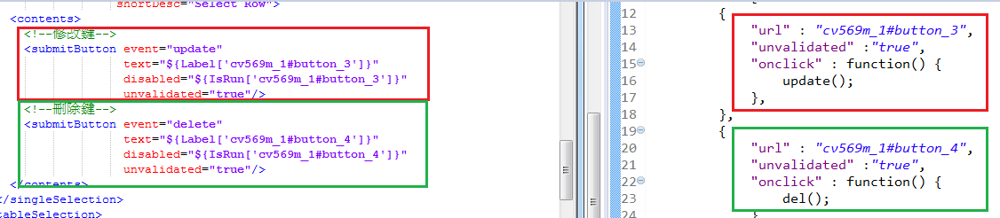 shortDesc="Select Row">
<contents>
<!--修改鍵-->
<submitButton event="update"
text="${Label['cv569m_1#button_3']}"
disabled="${IsRun['cv569m_1#button_3']}"
unvalidated="true"/>
<!--刪除鍵-->
<submitButton event="delete"
text="${Label['cv569m_1#button_4']}"
disabled="${IsRun['cv569m_1#button_4']}"
unvalidated="true"/>
</contents>
</singleSelection>
tableSelection>
12 {
13 "url" : "cv569m_1#button_3",
14 "unvalidated" :"true",
15 "onclick" : function() {
16 update();
17 },
18 },
19 {
20 "url" : "cv569m_1#button_4",
21 "unvalidated" :"true",
22 "onclick" : function() {
23 del();
24 }